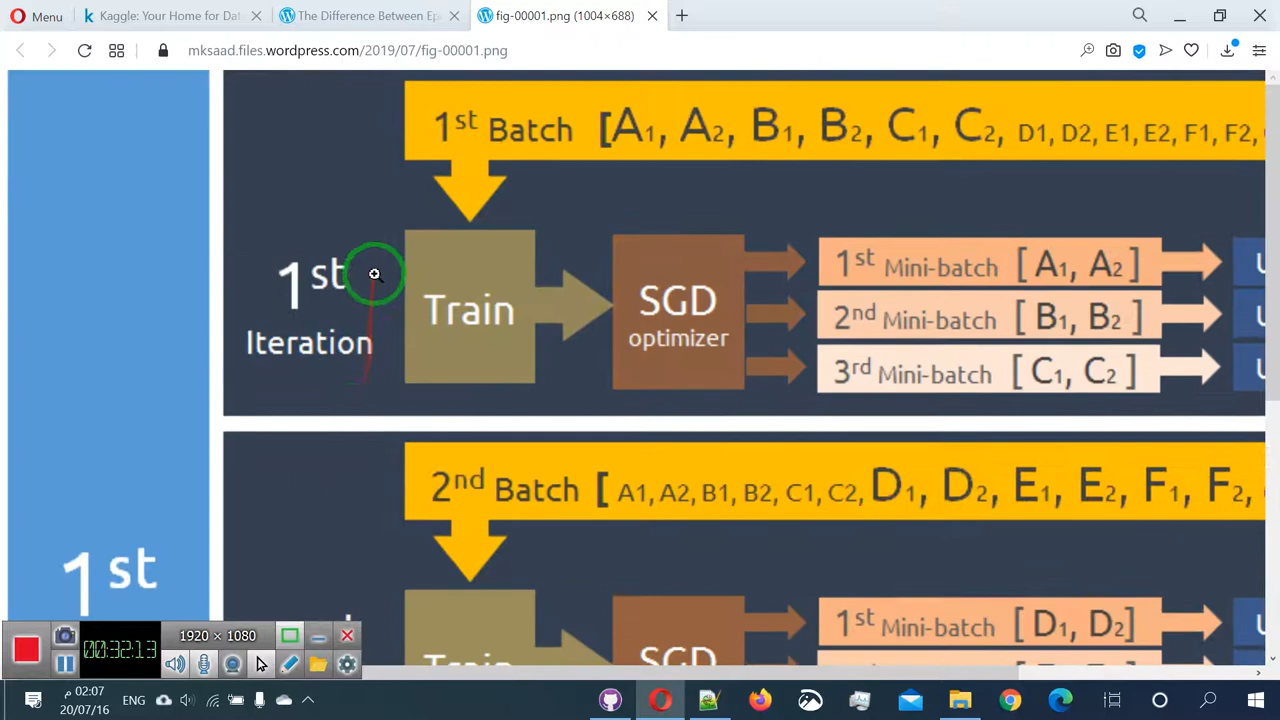 Menu
Kaggle: Your Home for Dat
The Difference Between Ep
fig-00001.png (1004×688)
mksaad.files.wordpress.com/2019/07/fig-00001.png
1st Batch [A1, A2, B1, B2, C1, C2, D1, D2, E1, E2, F1, F2,
1st
Iteration
Train
SGD
optimizer
1st Mini-batch [ A1, A2 ]
2nd Mini-batch [ B1, B2 ]
3rd Mini-batch [ C1, C2 ]
2nd Batch [ A1, A2, B1, B2, C1, C2, D1, D2, E1, E2, F1, F2,
1st
Train
SGD
1st Mini-batch [ D1, D2]
1920 × 1080
00:32:13
02:07 م
ENG
20/07/16